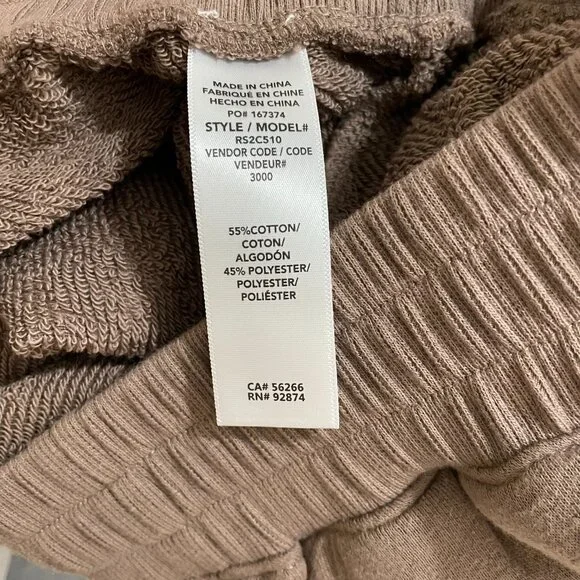 MADE IN CHINA
FABRIQUÉ EN CHINE
HECHO EN CHINA
PO# 167374
STYLE / MODEL#
RS2C510
VENDOR CODE / CODE
VENDEUR#
3000
55%COTTON/
COTON/
ALGODÓN
45% POLYESTER/
POLYESTER/
POLIÉSTER
CA# 56266
RN# 92874